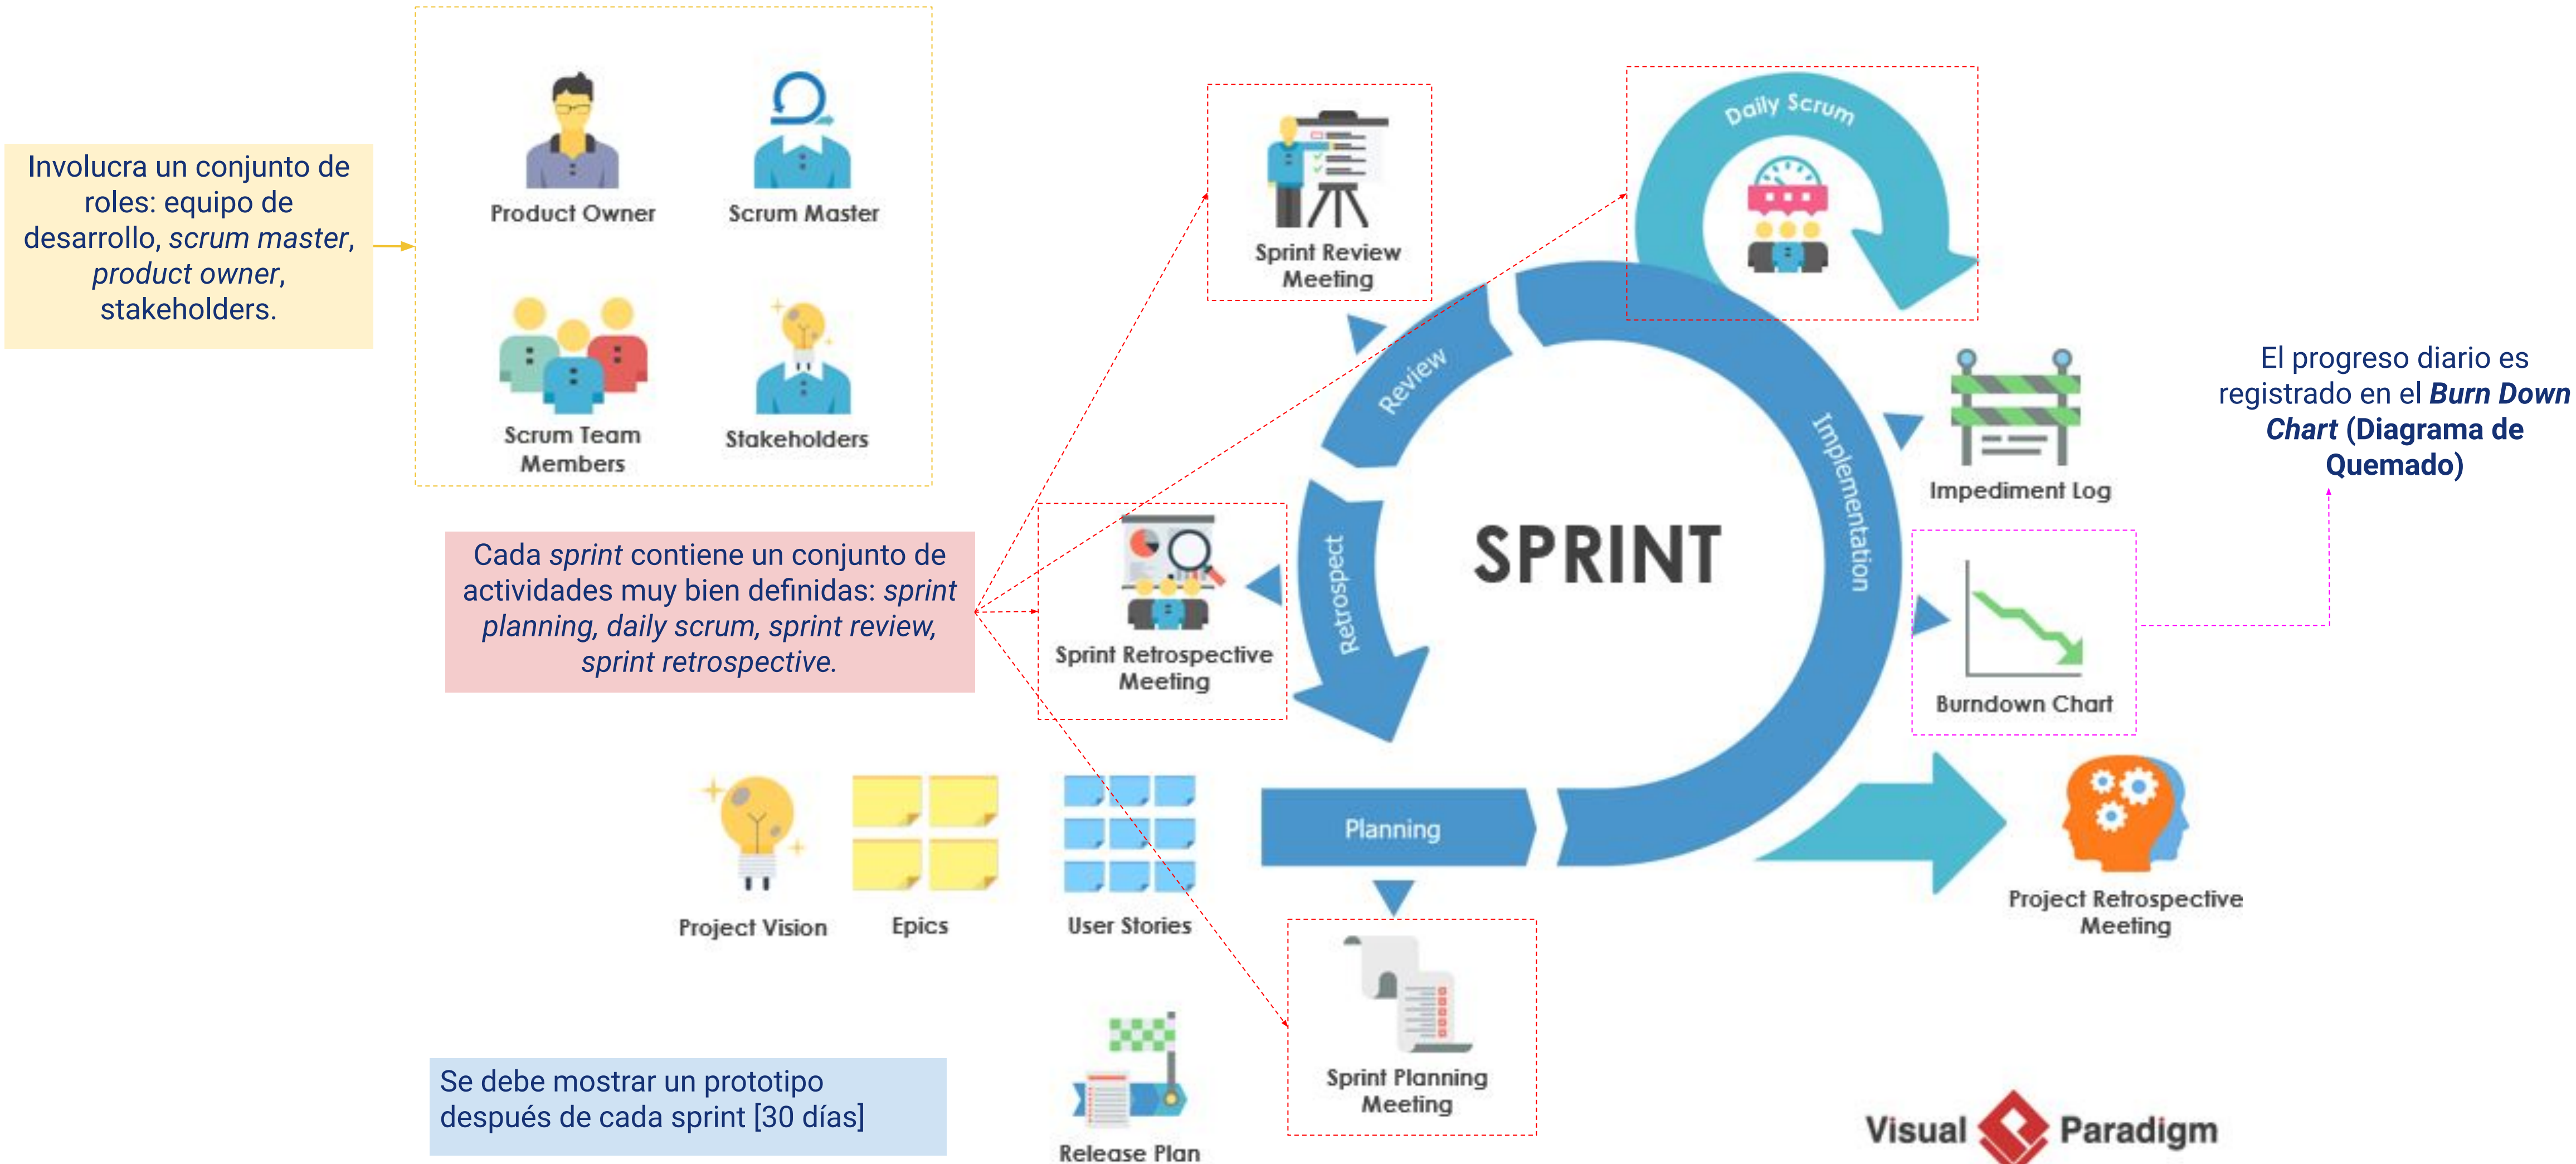 Involucra un conjunto de
roles: equipo de
desarrollo, scrum master,
product owner,
stakeholders.
Product Owner
Scrum Master
Scrum Team
Members
Stakeholders
Cada sprint contiene un conjunto de
actividades muy bien definidas: sprint
planning, daily scrum, sprint review,
sprint retrospective.
Sprint Review
Meeting
Daily Scrum
Review
Implementation
Retrospect
SPRINT
Planning
Sprint Retrospective
Meeting
Impediment Log
Burndown Chart
El progreso diario es
registrado en el Burn Down
Chart (Diagrama de
Quemado)
Project Vision
Epics
User Stories
Project Retrospective
Meeting
Sprint Planning
Meeting
Release Plan
Se debe mostrar un prototipo
después de cada sprint [30 días]
Visual Paradigm